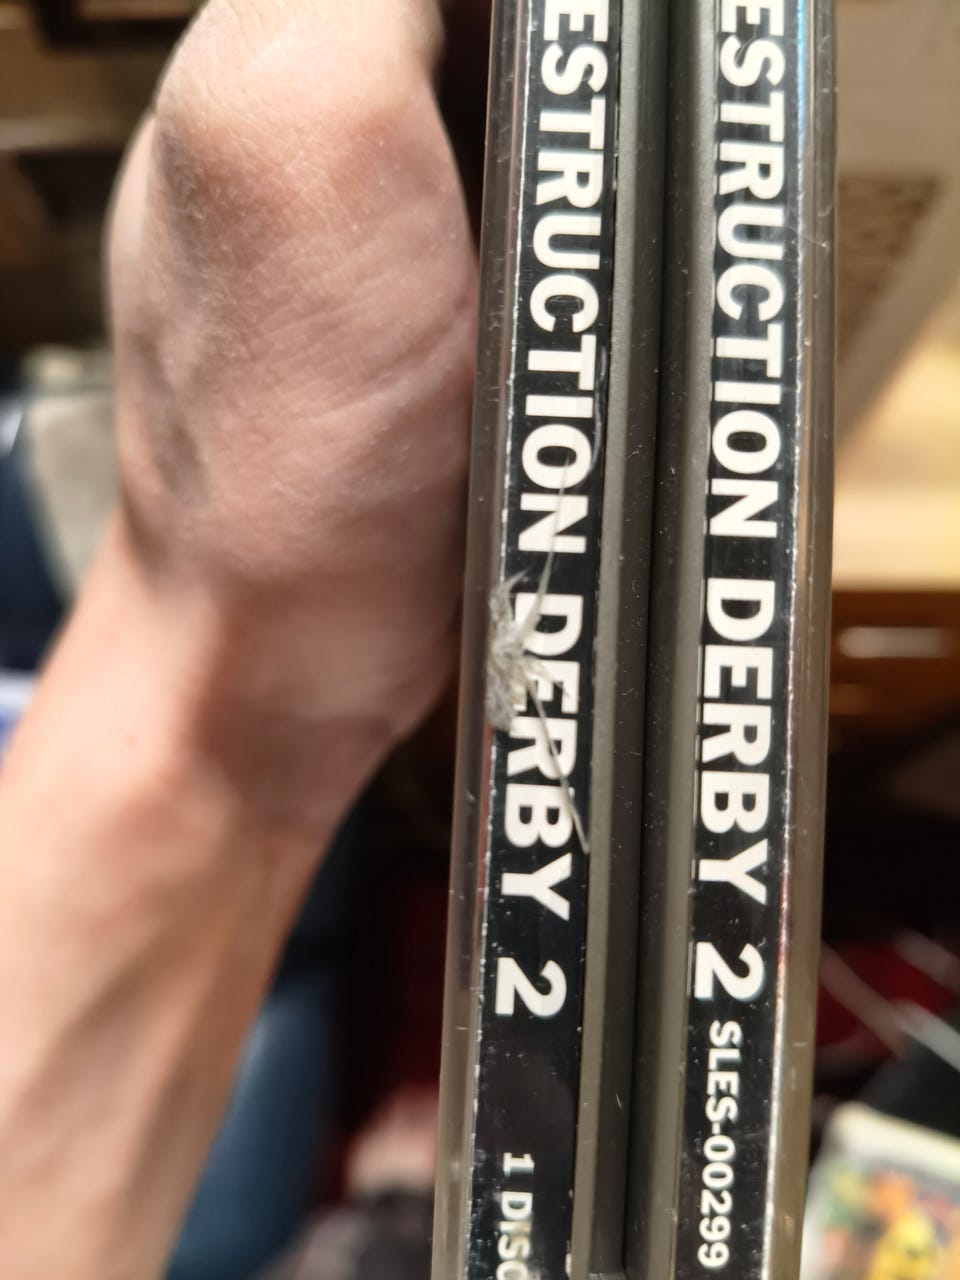 ESTRUCTION DERBY 2 SLES-00299
ESTRUCTION DERBY 2 1 DISC